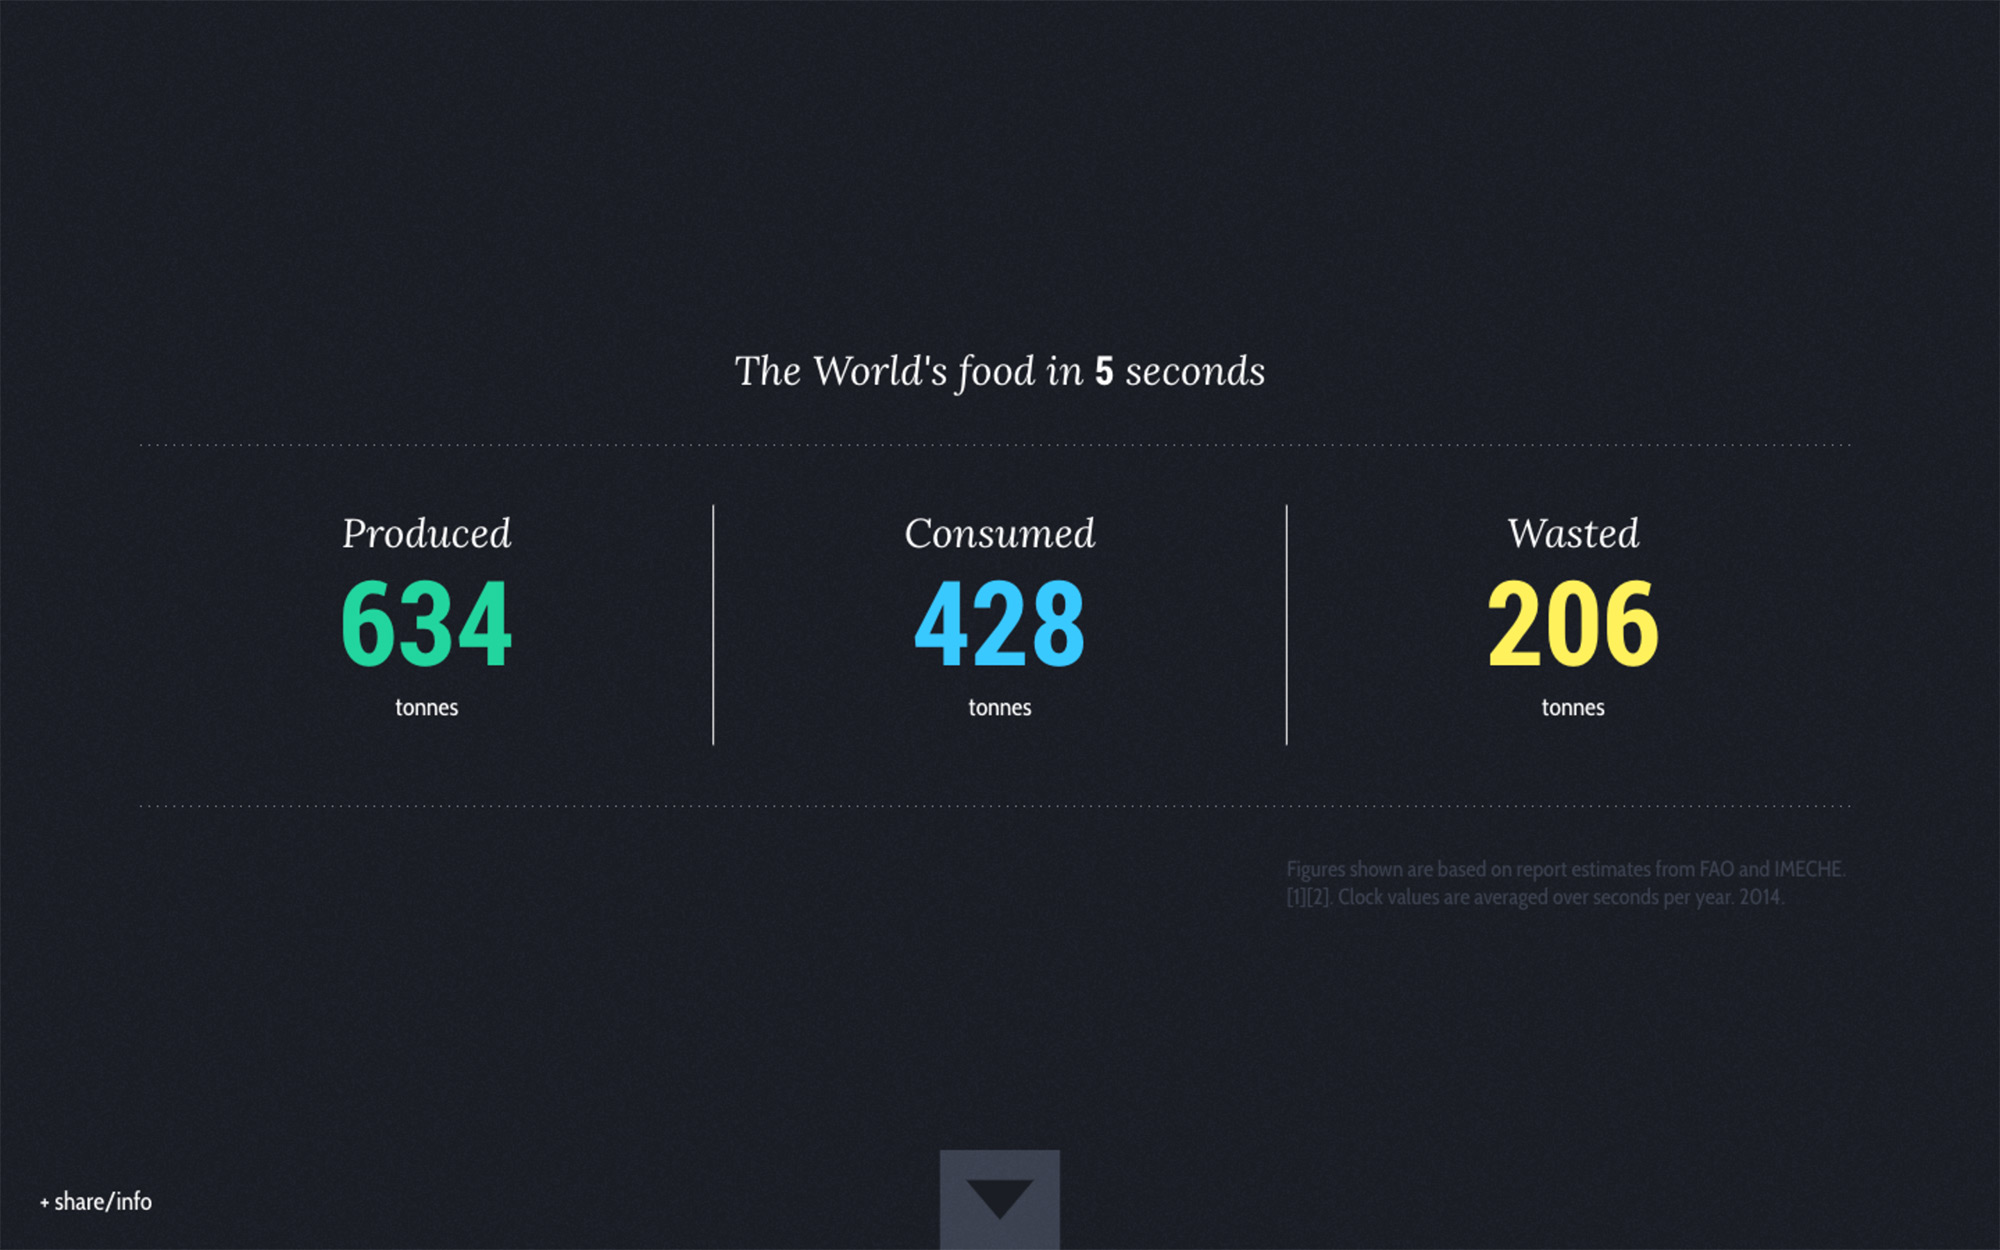 The World's food in 5 seconds
Produced
634
tonnes
Consumed
428
tonnes
Wasted
206
tonnes
Figures shown are based on report estimates from FAO and IMECHE.
[1][2]. Clock values are averaged over seconds per year. 2014.
+ share/info